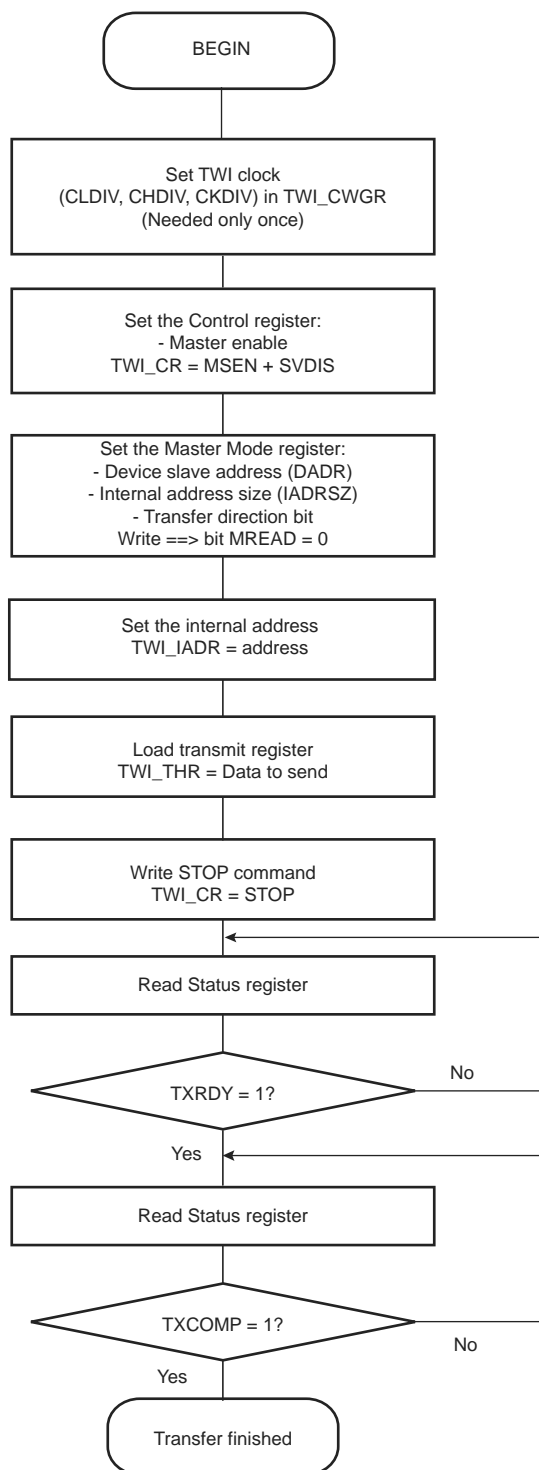 BEGIN
Set TWI clock
(CLDIV, CHDIV, CKDIV) in TWI_CWGR
(Needed only once)
Set the Control register:
- Master enable
TWI_CR = MSEN + SVDIS
Set the Master Mode register:
- Device slave address (DADR)
- Internal address size (IADRSZ)
- Transfer direction bit
Write ==> bit MREAD = 0
Set the internal address
TWI_IADR = address
Load transmit register
TWI_THR = Data to send
Write STOP command
TWI_CR = STOP
Read Status register
TXRDY = 1?
No
Yes
Read Status register
TXCOMP = 1?
No
Yes
Transfer finished